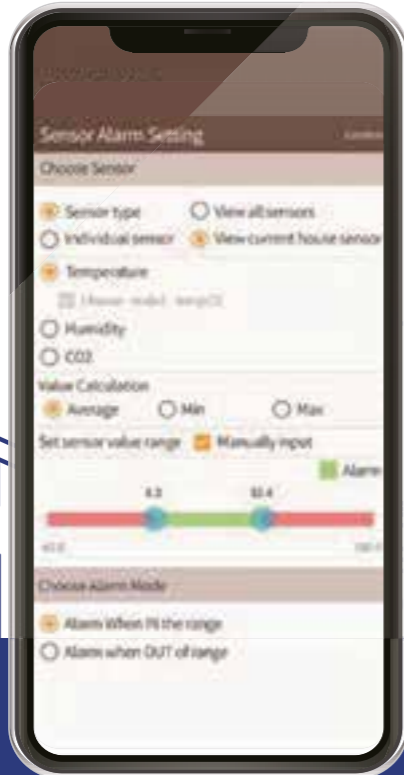 Sensor Alarm Setting
Choose Sensor
Sensor type View all sensors
Individual sensor View current house sensor
Temperature
Humidity
CO2
Value Calculation
Average Min Max
Set sensor value range Manually input
Alarm
Choose Alarm Mode
Alarm When IN the range
Alarm when OUT of range